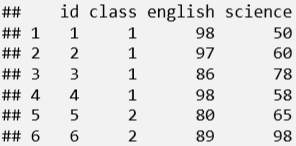 ##   id class english science
## 1  1     1      98      50
## 2  2     1      97      60
## 3  3     1      86      78
## 4  4     1      98      58
## 5  5     2      80      65
## 6  6     2      89      98